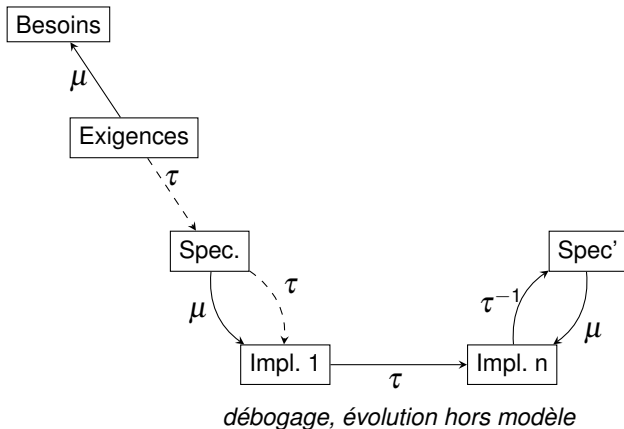 Besoins
μ
Exigences
τ
Spec.
Spec'
μ
τ
τ⁻¹
μ
Impl. 1
τ
Impl. n
débogage, évolution hors modèle